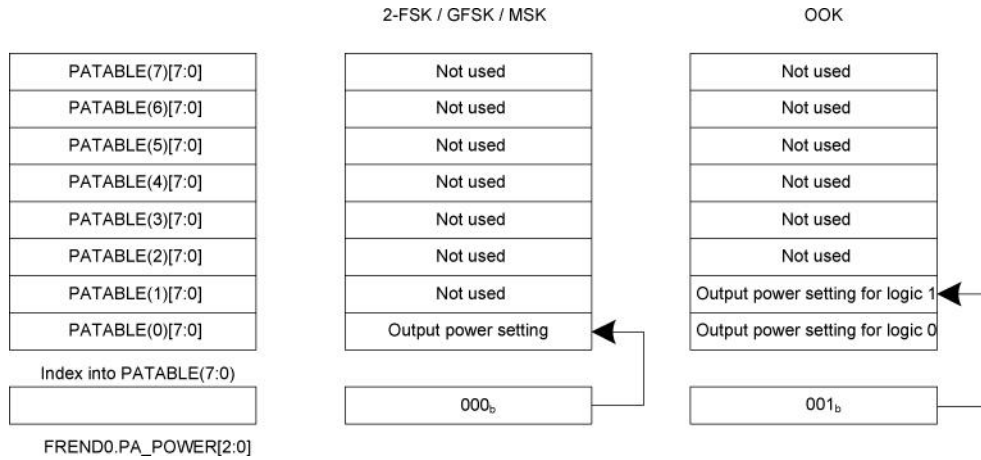 2-FSK / GFSK / MSK OOK
PATABLE(7)[7:0] Not used Not used
PATABLE(6)[7:0] Not used Not used
PATABLE(5)[7:0] Not used Not used
PATABLE(4)[7:0] Not used Not used
PATABLE(3)[7:0] Not used Not used
PATABLE(2)[7:0] Not used Not used
PATABLE(1)[7:0] Not used Output power setting for logic 1
PATABLE(0)[7:0] Output power setting Output power setting for logic 0
Index into PATABLE(7:0)
000b 001b
FREND0.PA_POWER[2:0]